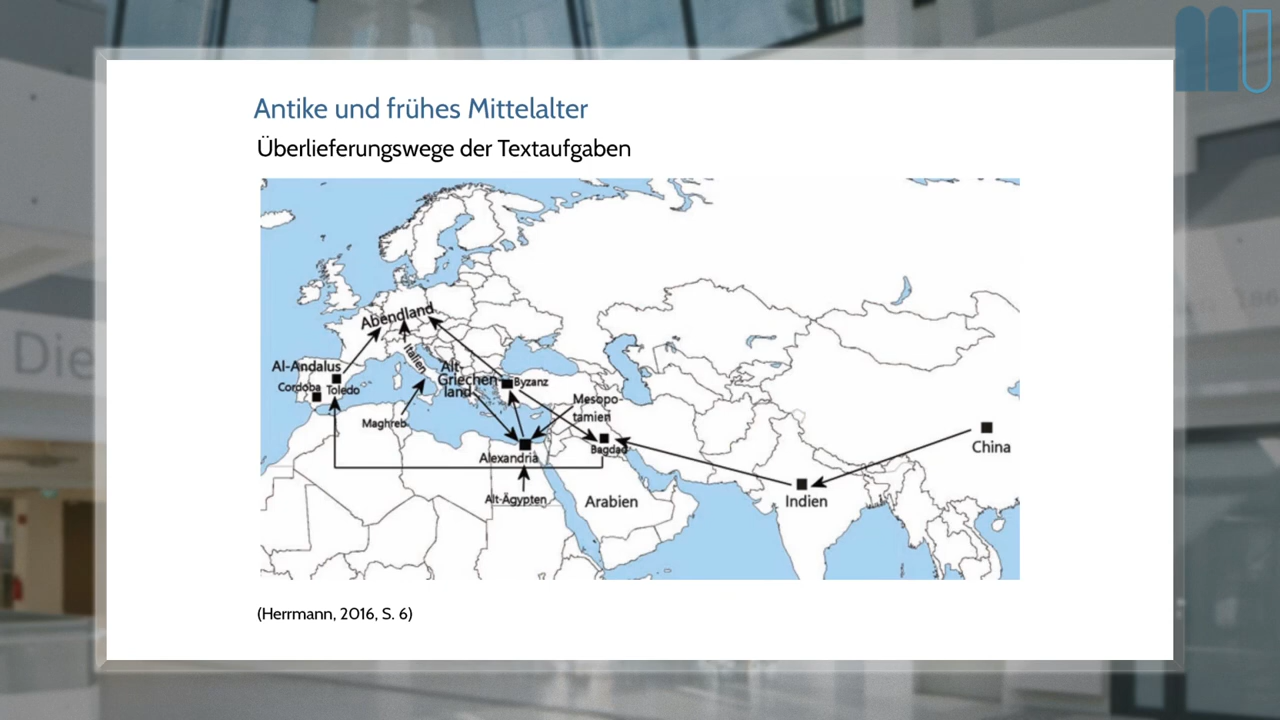 Antike und frühes Mittelalter
Überlieferungswege der Textaufgaben
Abendland
Al-Andalus
Cordoba
Toledo
Italien
Alt-
Griechen-
land
Byzanz
Maghreb
Mesopo-
tamien
Bagdad
Alexandria
Alt-Ägypten
Arabien
Indien
China
(Herrmann, 2016, S. 6)
Die